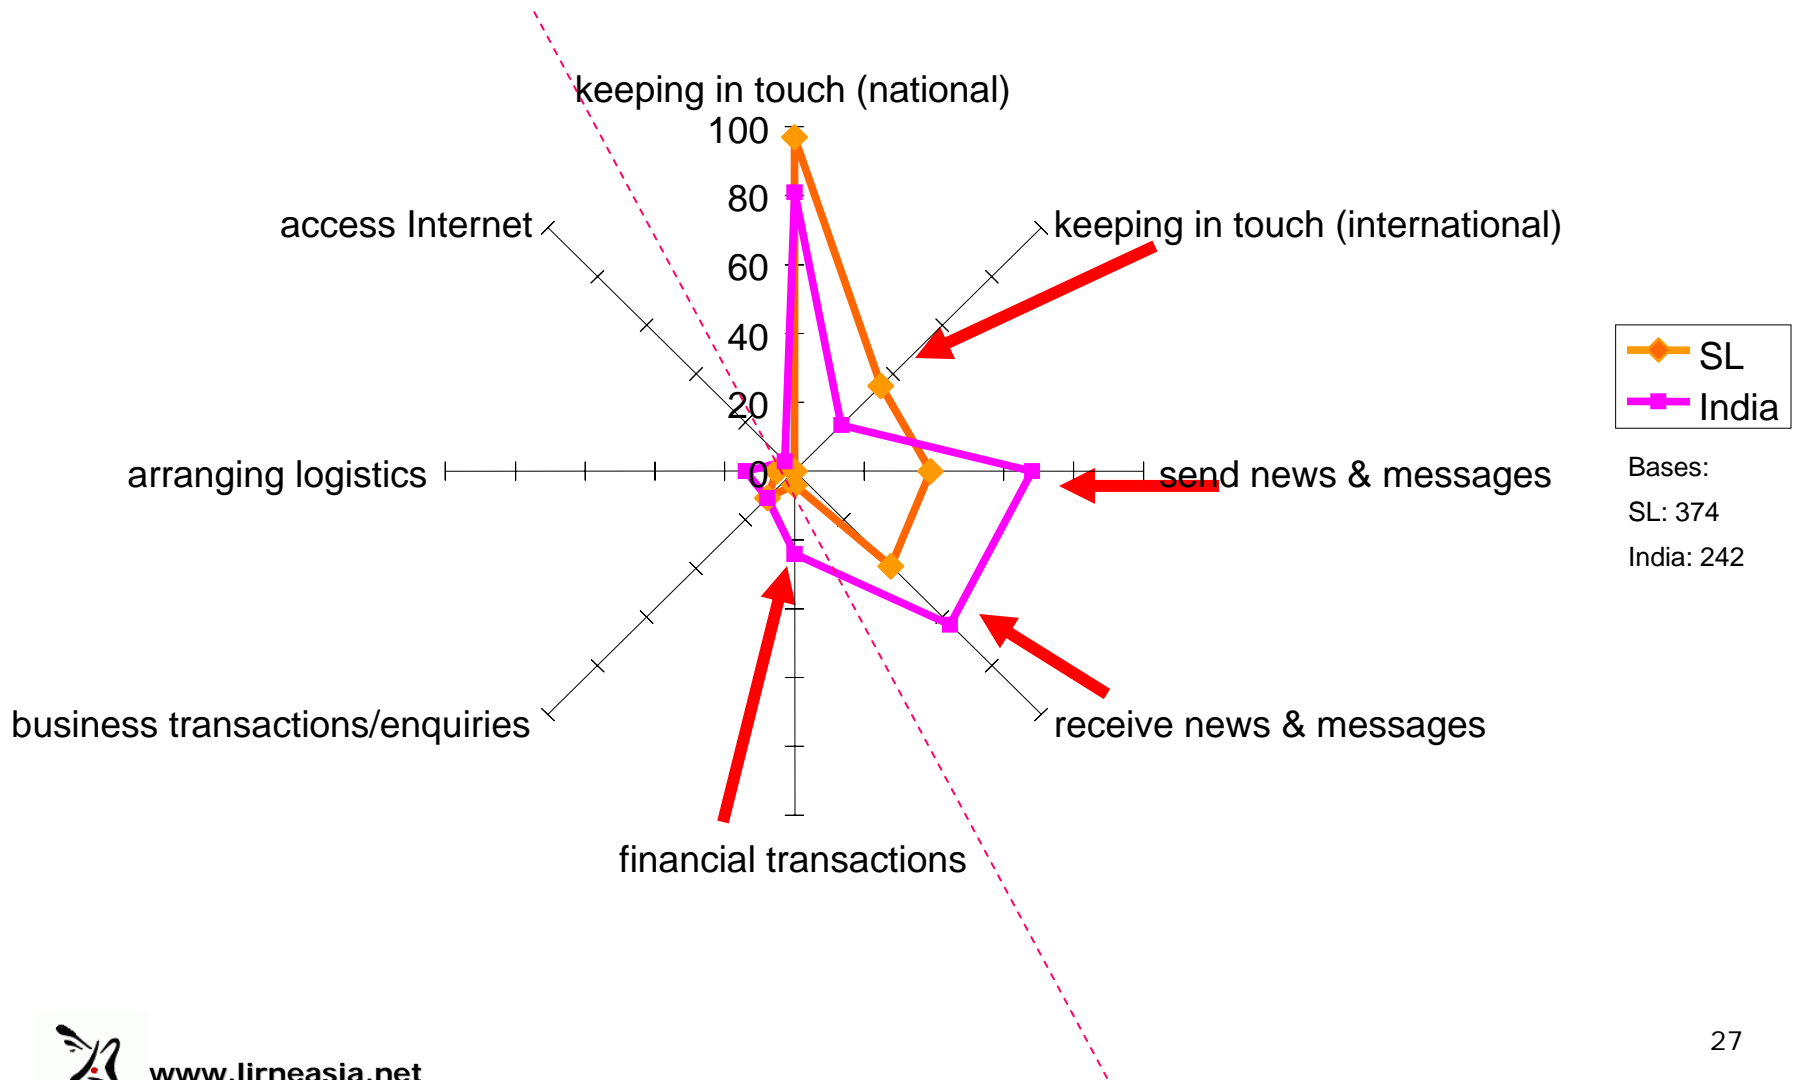 keeping in touch (national)
100
80
60
40
20
0
access Internet
keeping in touch (international)
arranging logistics
send news & messages
business transactions/enquiries
receive news & messages
financial transactions
SL
India
Bases:
SL: 374
India: 242
27
www.lirneasia.net